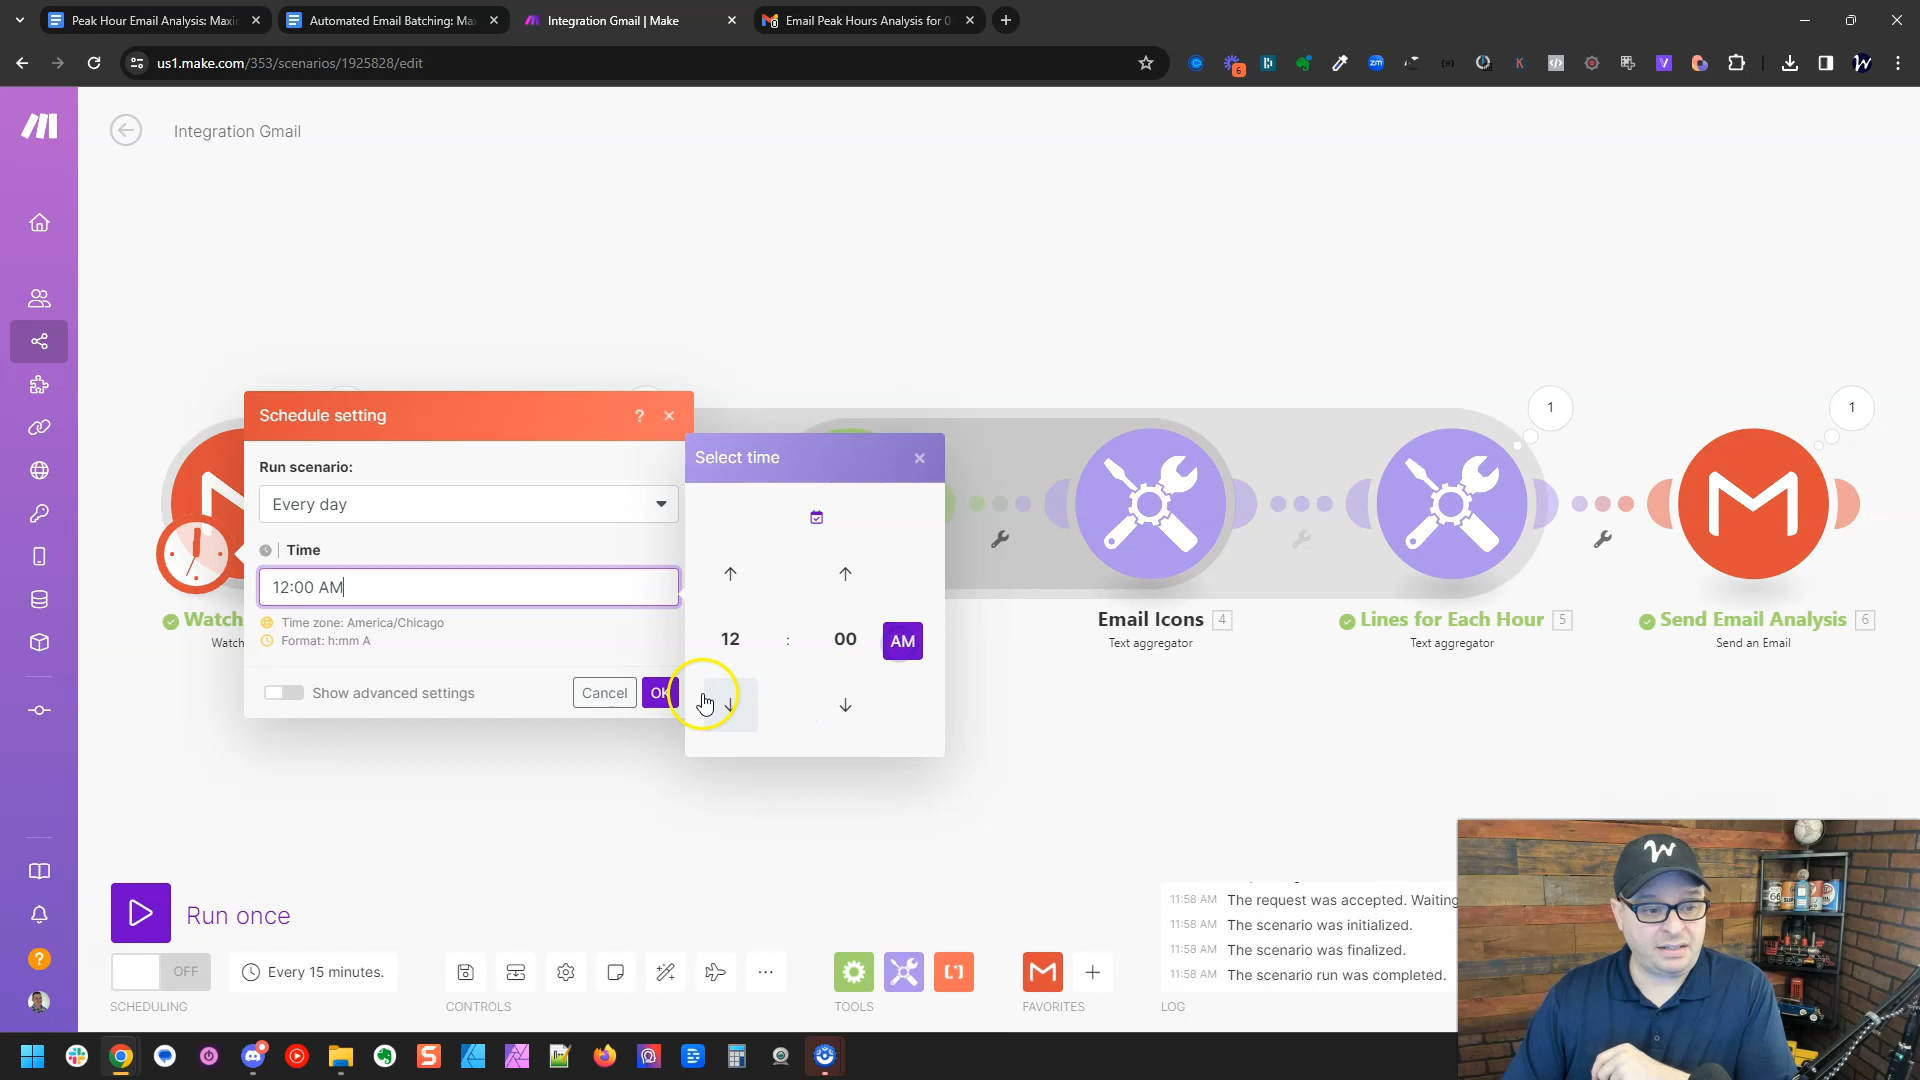 Peak Hour Email Analysis: Maxi
Automated Email Batching: Ma
Integration Gmail | Make
Email Peak Hours Analysis for 0
us1.make.com/353/scenarios/1925828/edit
zm
K
V
6
Integration Gmail
Schedule setting
?
Run scenario:
Every day
Time
12:00 AM
Time zone: America/Chicago
Format: h:mm A
Show advanced settings
Cancel
OK
Select time
12 : 00 AM
1
1
Watch
Watch
Email Icons 4
Text aggregator
Lines for Each Hour 5
Text aggregator
Send Email Analysis 6
Send an Email
Run once
OFF
Every 15 minutes.
SCHEDULING
CONTROLS
TOOLS
FAVORITES
LOG
11:58 AM The request was accepted. Waiting
11:58 AM The scenario was initialized.
11:58 AM The scenario was finalized.
11:58 AM The scenario run was completed.
?